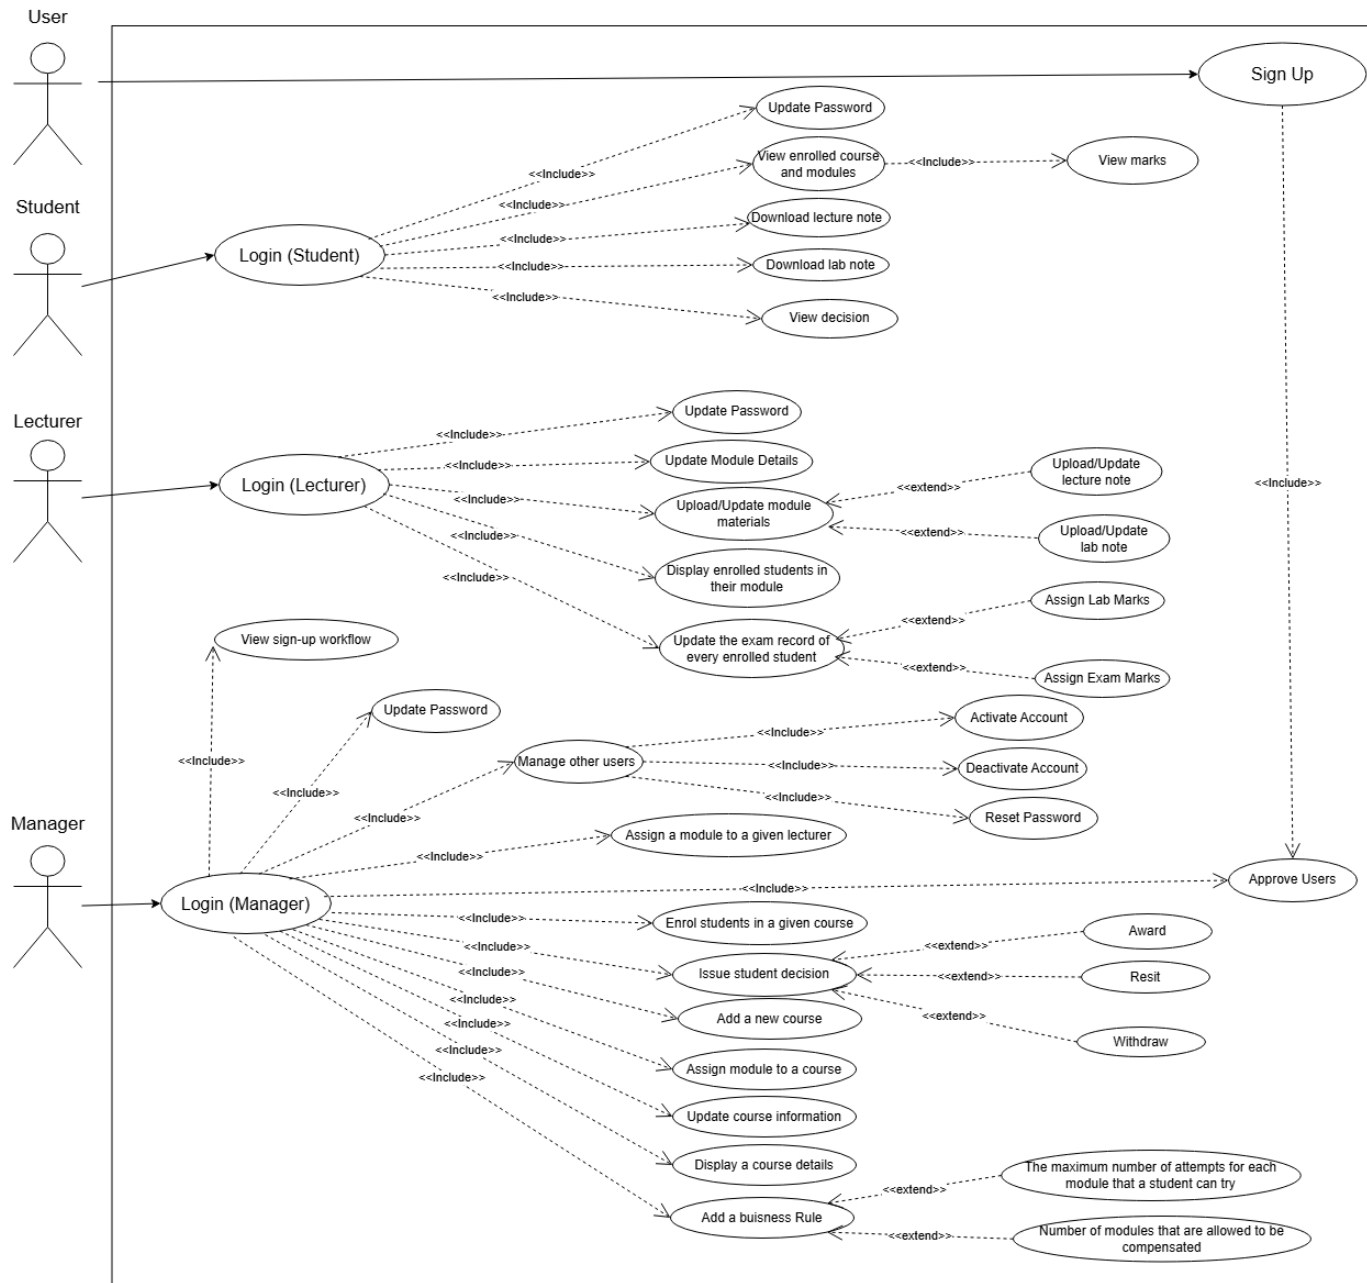 User
Sign Up
Update Password
<<Include>>
View enrolled course
and modules
<<Include>>
View marks
Student
<<Include>>
Download lecture note
<<Include>>
Login (Student)
<<Include>>
Download lab note
<<Include>>
View decision
Lecturer
<<Include>>
Update Password
<<Include>>
Update Module Details
Login (Lecturer)
<<Include>>
Upload/Update module
materials
<<extend>>
Upload/Update
lecture note
<<extend>>
Upload/Update
lab note
<<Include>>
<<Include>>
Display enrolled students in
their module
<<Include>>
Update the exam record of
every enrolled student
<<extend>>
Assign Lab Marks
<<extend>>
Assign Exam Marks
View sign-up workflow
<<Include>>
Update Password
<<Include>>
Manage other users
<<Include>>
<<Include>>
Activate Account
<<Include>>
Deactivate Account
<<Include>>
Reset Password
Manager
Assign a module to a given lecturer
<<Include>>
Login (Manager)
<<Include>>
Approve Users
<<Include>>
Enrol students in a given course
<<Include>>
Issue student decision
<<extend>>
Award
<<extend>>
Resit
<<extend>>
Withdraw
<<Include>>
Add a new course
<<Include>>
Assign module to a course
<<Include>>
Update course information
<<Include>>
Display a course details
<<Include>>
Add a buisness Rule
<<extend>>
The maximum number of attempts for each
module that a student can try
<<extend>>
Number of modules that are allowed to be
compensated